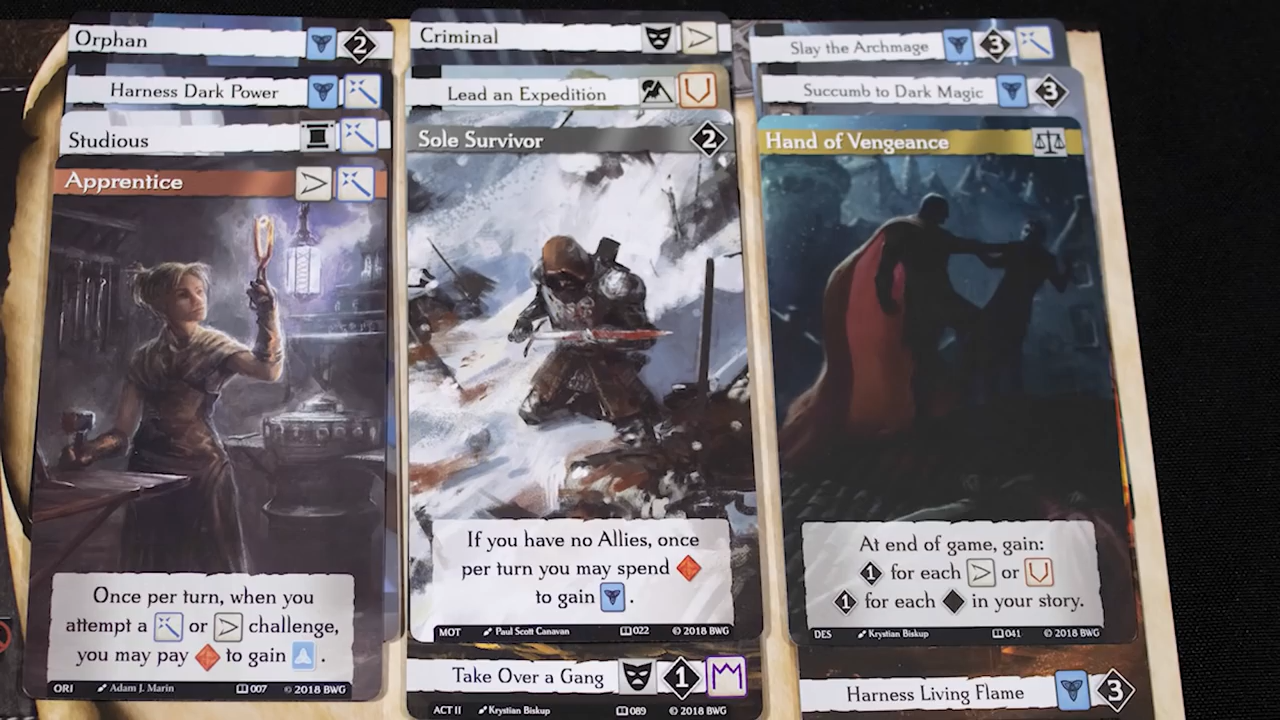 Orphan
2
Harness Dark Power
Studious
Apprentice
Once per turn, when you
attempt a or challenge,
you may pay to gain .
ORI Adam J. Marin 007 © 2018 BWG
Criminal
Lead an Expedition
Sole Survivor
2
If you have no Allies, once
per turn you may spend
to gain .
MOT Paul Scott Canavan 022 © 2018 BWG
Take Over a Gang
1
ACT II Krystian Biskup 089 © 2018 BWG
Slay the Archmage
3
Succumb to Dark Magic
3
Hand of Vengeance
At end of game, gain:
1 for each or
1 for each in your story.
DES Krystian Biskup 041 © 2018 BWG
Harness Living Flame
3